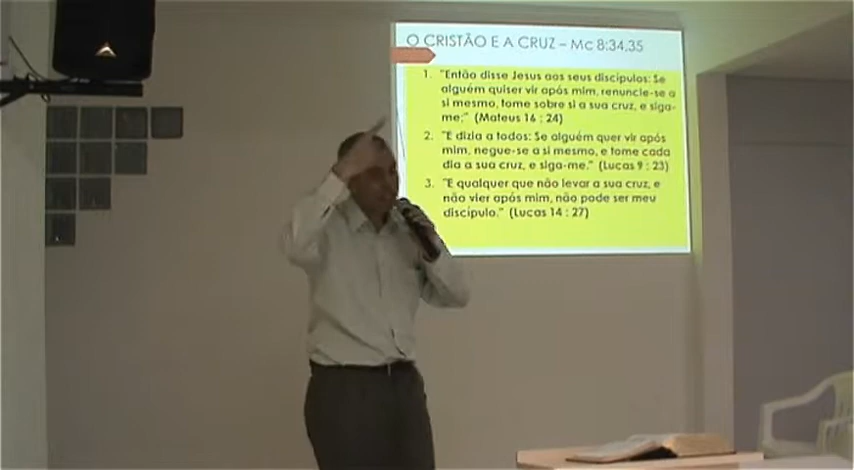 O CRISTÃO E A CRUZ – Mc 8:34,35
1. "Então disse Jesus aos seus discípulos: Se
alguém quiser vir após mim, renuncie-se a
si mesmo, tome sobre si a sua cruz, e siga-
me;" (Mateus 16 : 24)
2. "E dizia a todos: Se alguém quer vir após
mim, negue-se a si mesmo, e tome cada
dia a sua cruz, e siga-me." (Lucas 9 : 23)
3. "E qualquer que não levar a sua cruz, e
não vier após mim, não pode ser meu
discípulo." (Lucas 14 : 27)